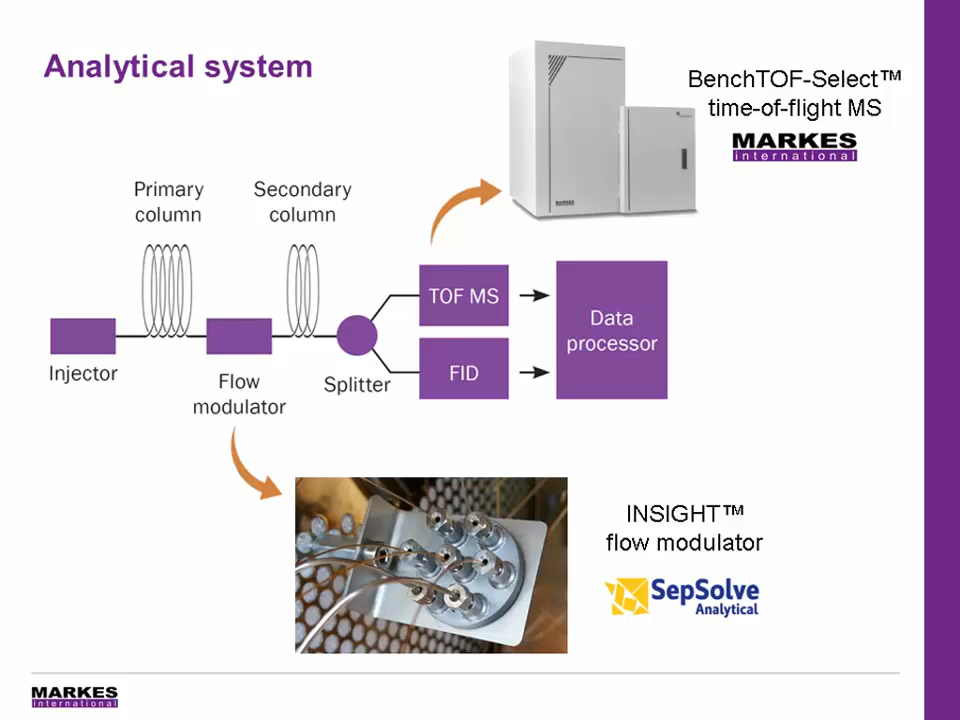 Analytical system
BenchTOF-Select™
time-of-flight MS
MARKES
international
MARKES
Primary
column
Secondary
column
TOF MS
Data
processor
FID
Injector
Flow
modulator
Splitter
INSIGHT™
flow modulator
SepSolve
Analytical
MARKES
international